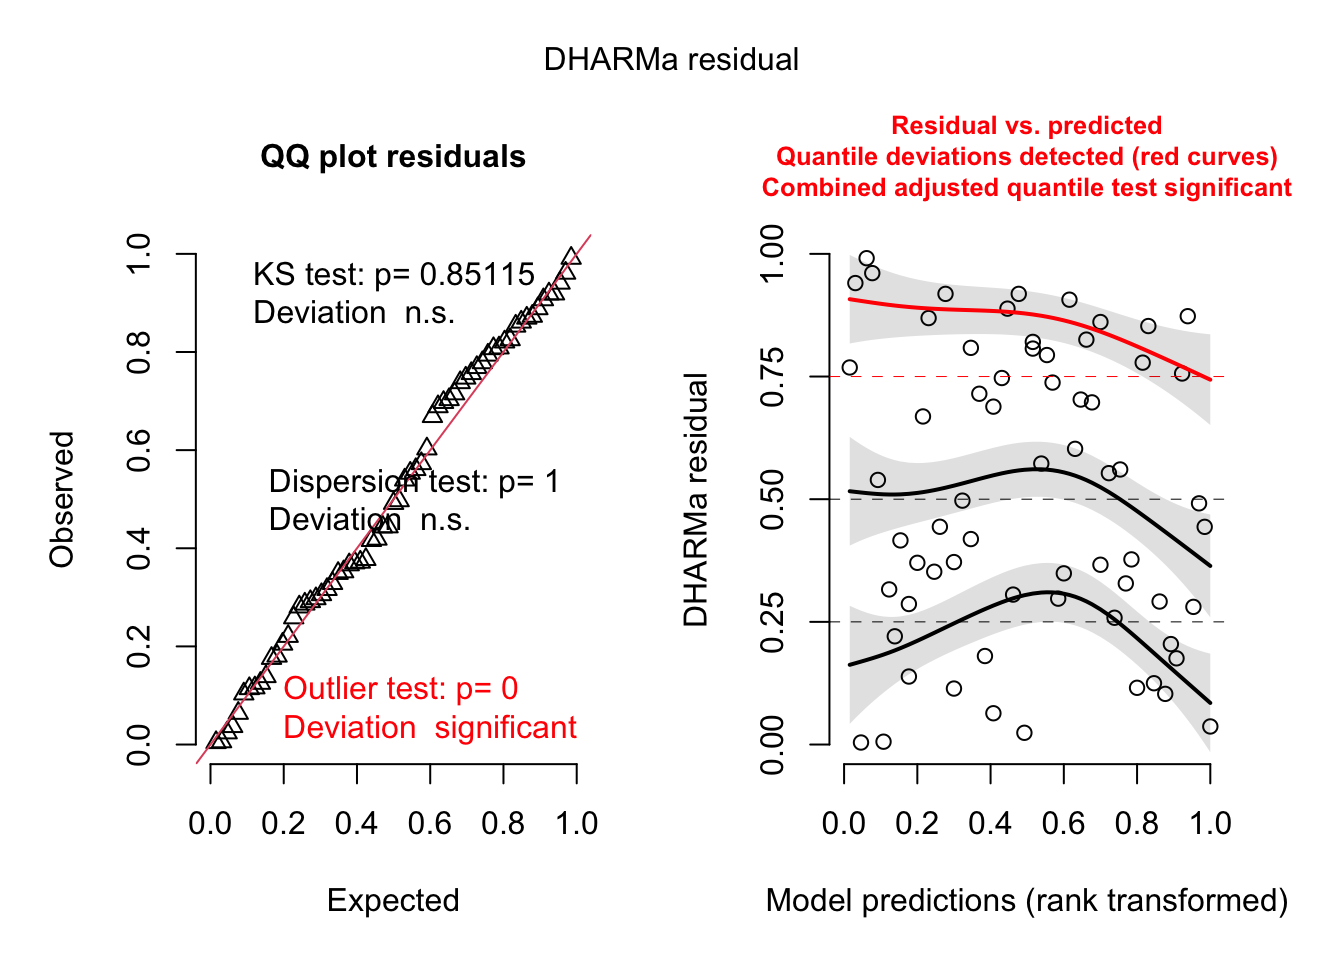 DHARMa residual
QQ plot residuals
KS test: p= 0.85115
Deviation  n.s.
Dispersion test: p= 1
Deviation  n.s.
Outlier test: p= 0
Deviation  significant
Observed
0.0 0.2 0.4 0.6 0.8 1.0
0.0 0.2 0.4 0.6 0.8 1.0
Expected
Residual vs. predicted
Quantile deviations detected (red curves)
Combined adjusted quantile test significant
DHARMa residual
0.00 0.25 0.50 0.75 1.00
0.0 0.2 0.4 0.6 0.8 1.0
Model predictions (rank transformed)